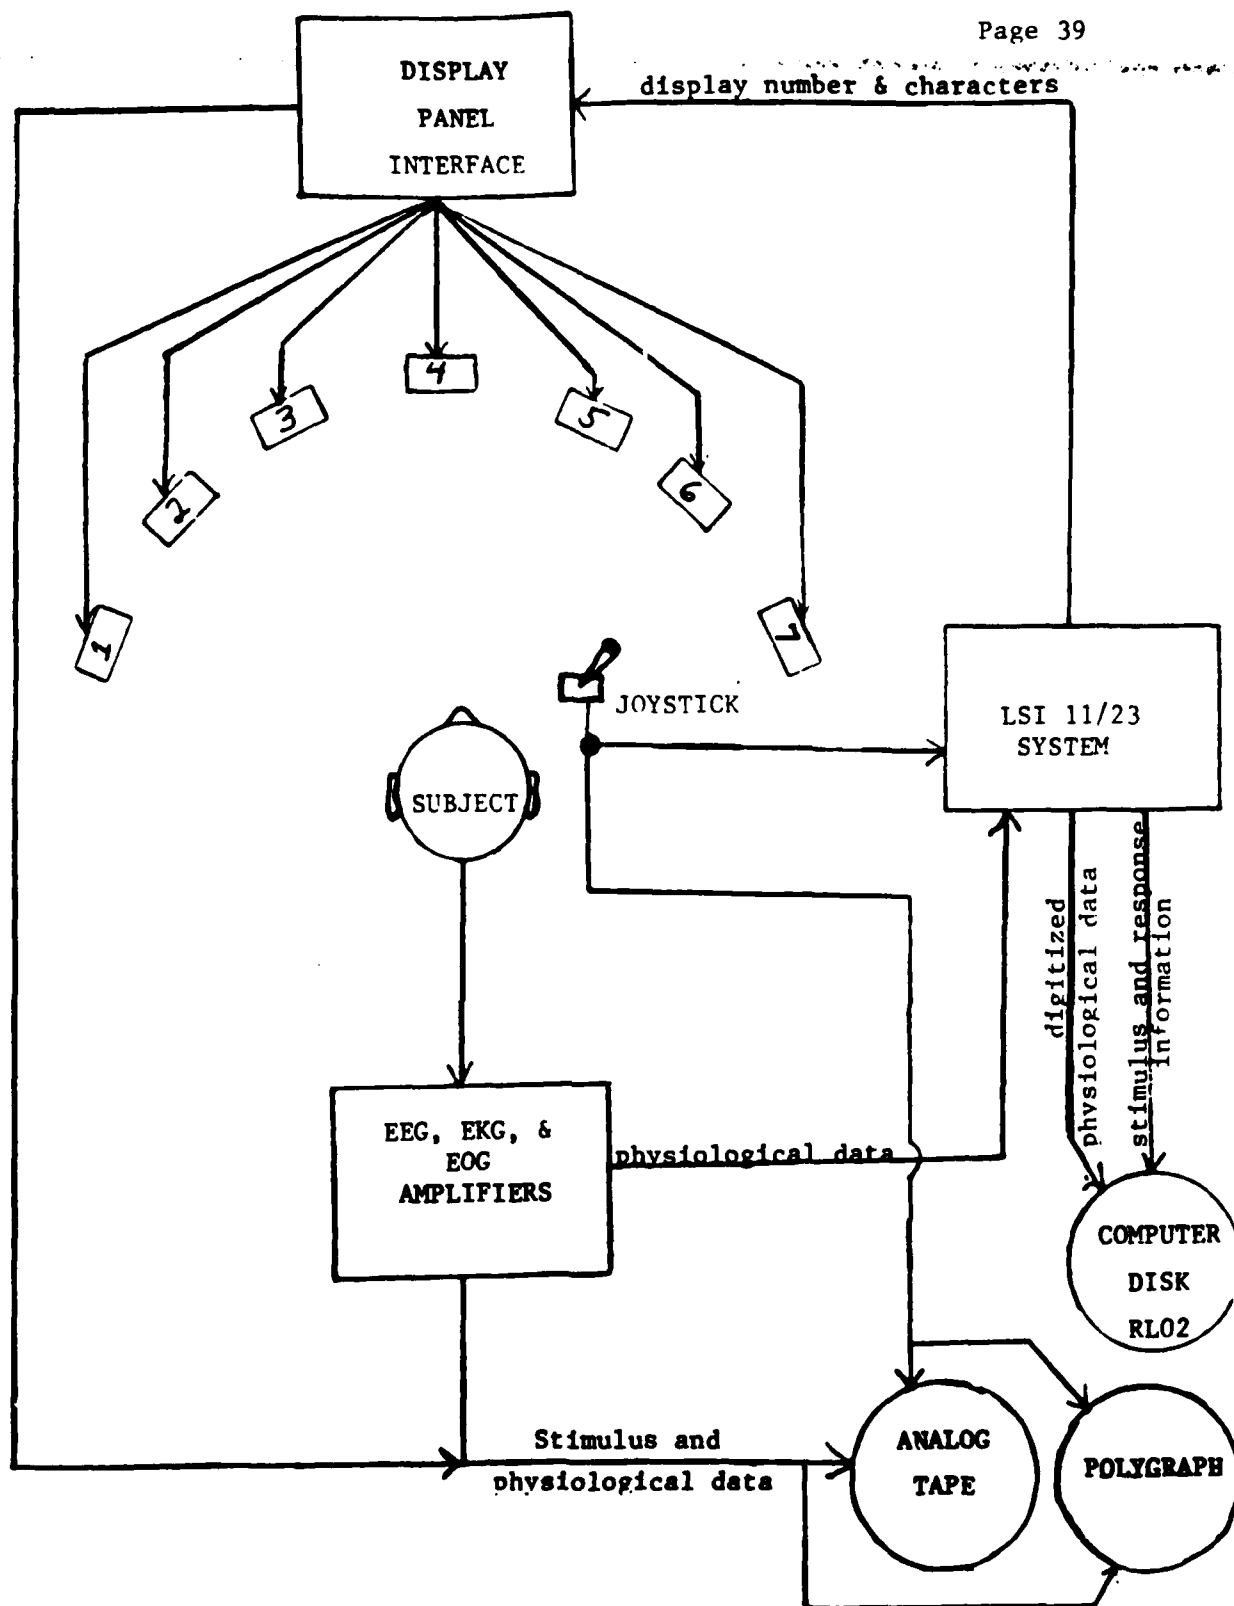 Page 39
DISPLAY
PANEL
INTERFACE
display number & characters
1
2
3
4
5
6
7
JOYSTICK
SUBJECT
LSI 11/23
SYSTEM
digitized
physiological data
stimulus and response
information
EEG, EKG, &
EOG
AMPLIFIERS
physiological data
COMPUTER
DISK
RL02
Stimulus and
physiological data
ANALOG
TAPE
POLYGRAPH